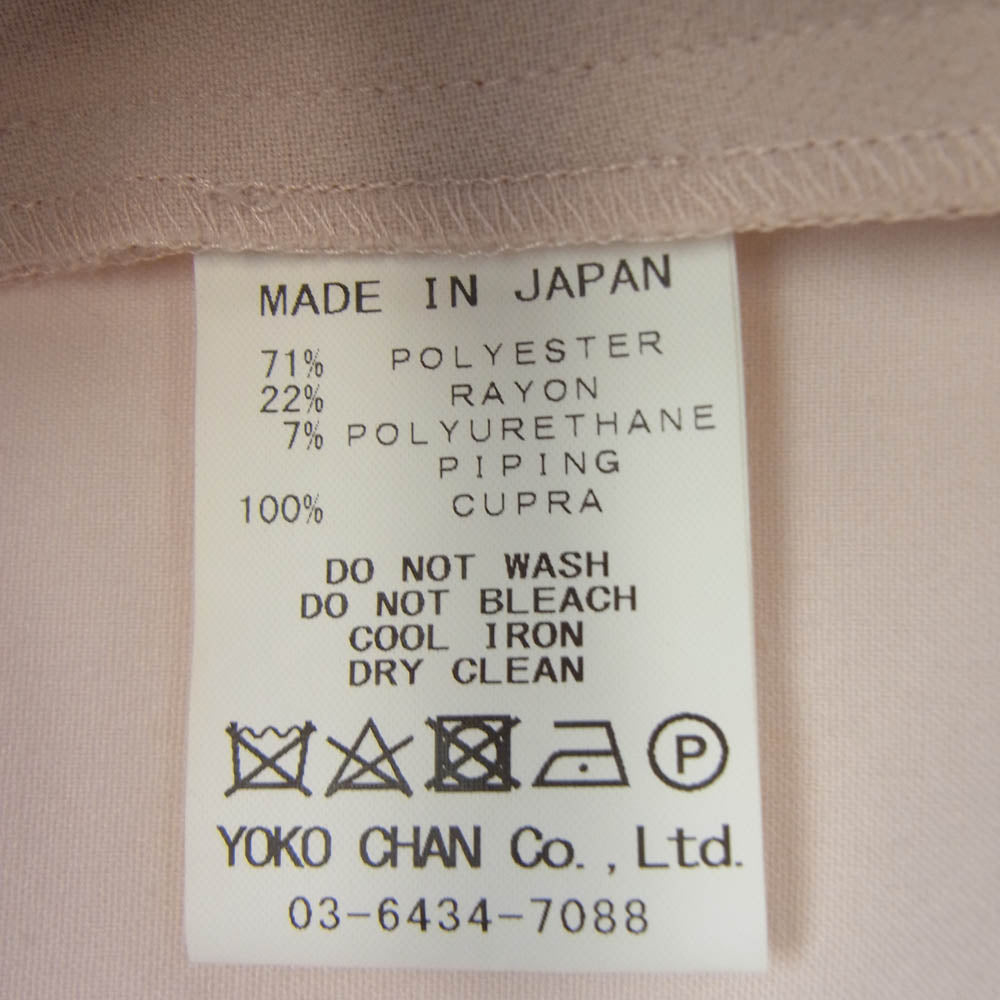 MADE IN JAPAN
71% POLYESTER
22% RAYON
7% POLYURETHANE
PIPING
100% CUPRA
DO NOT WASH
DO NOT BLEACH
COOL IRON
DRY CLEAN
P
YOKO CHAN Co., Ltd.
03-6434-7088